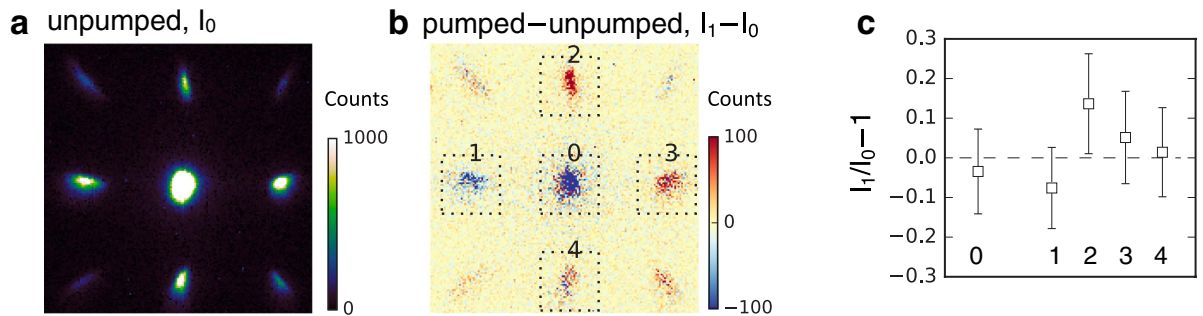 a unpumped, I₀
Counts
1000
0
b pumped−unpumped, I₁−I₀
2
1
0
3
4
Counts
100
0
−100
c
I₁/I₀−1
0.3
0.2
0.1
0.0
−0.1
−0.2
−0.3
0 1 2 3 4